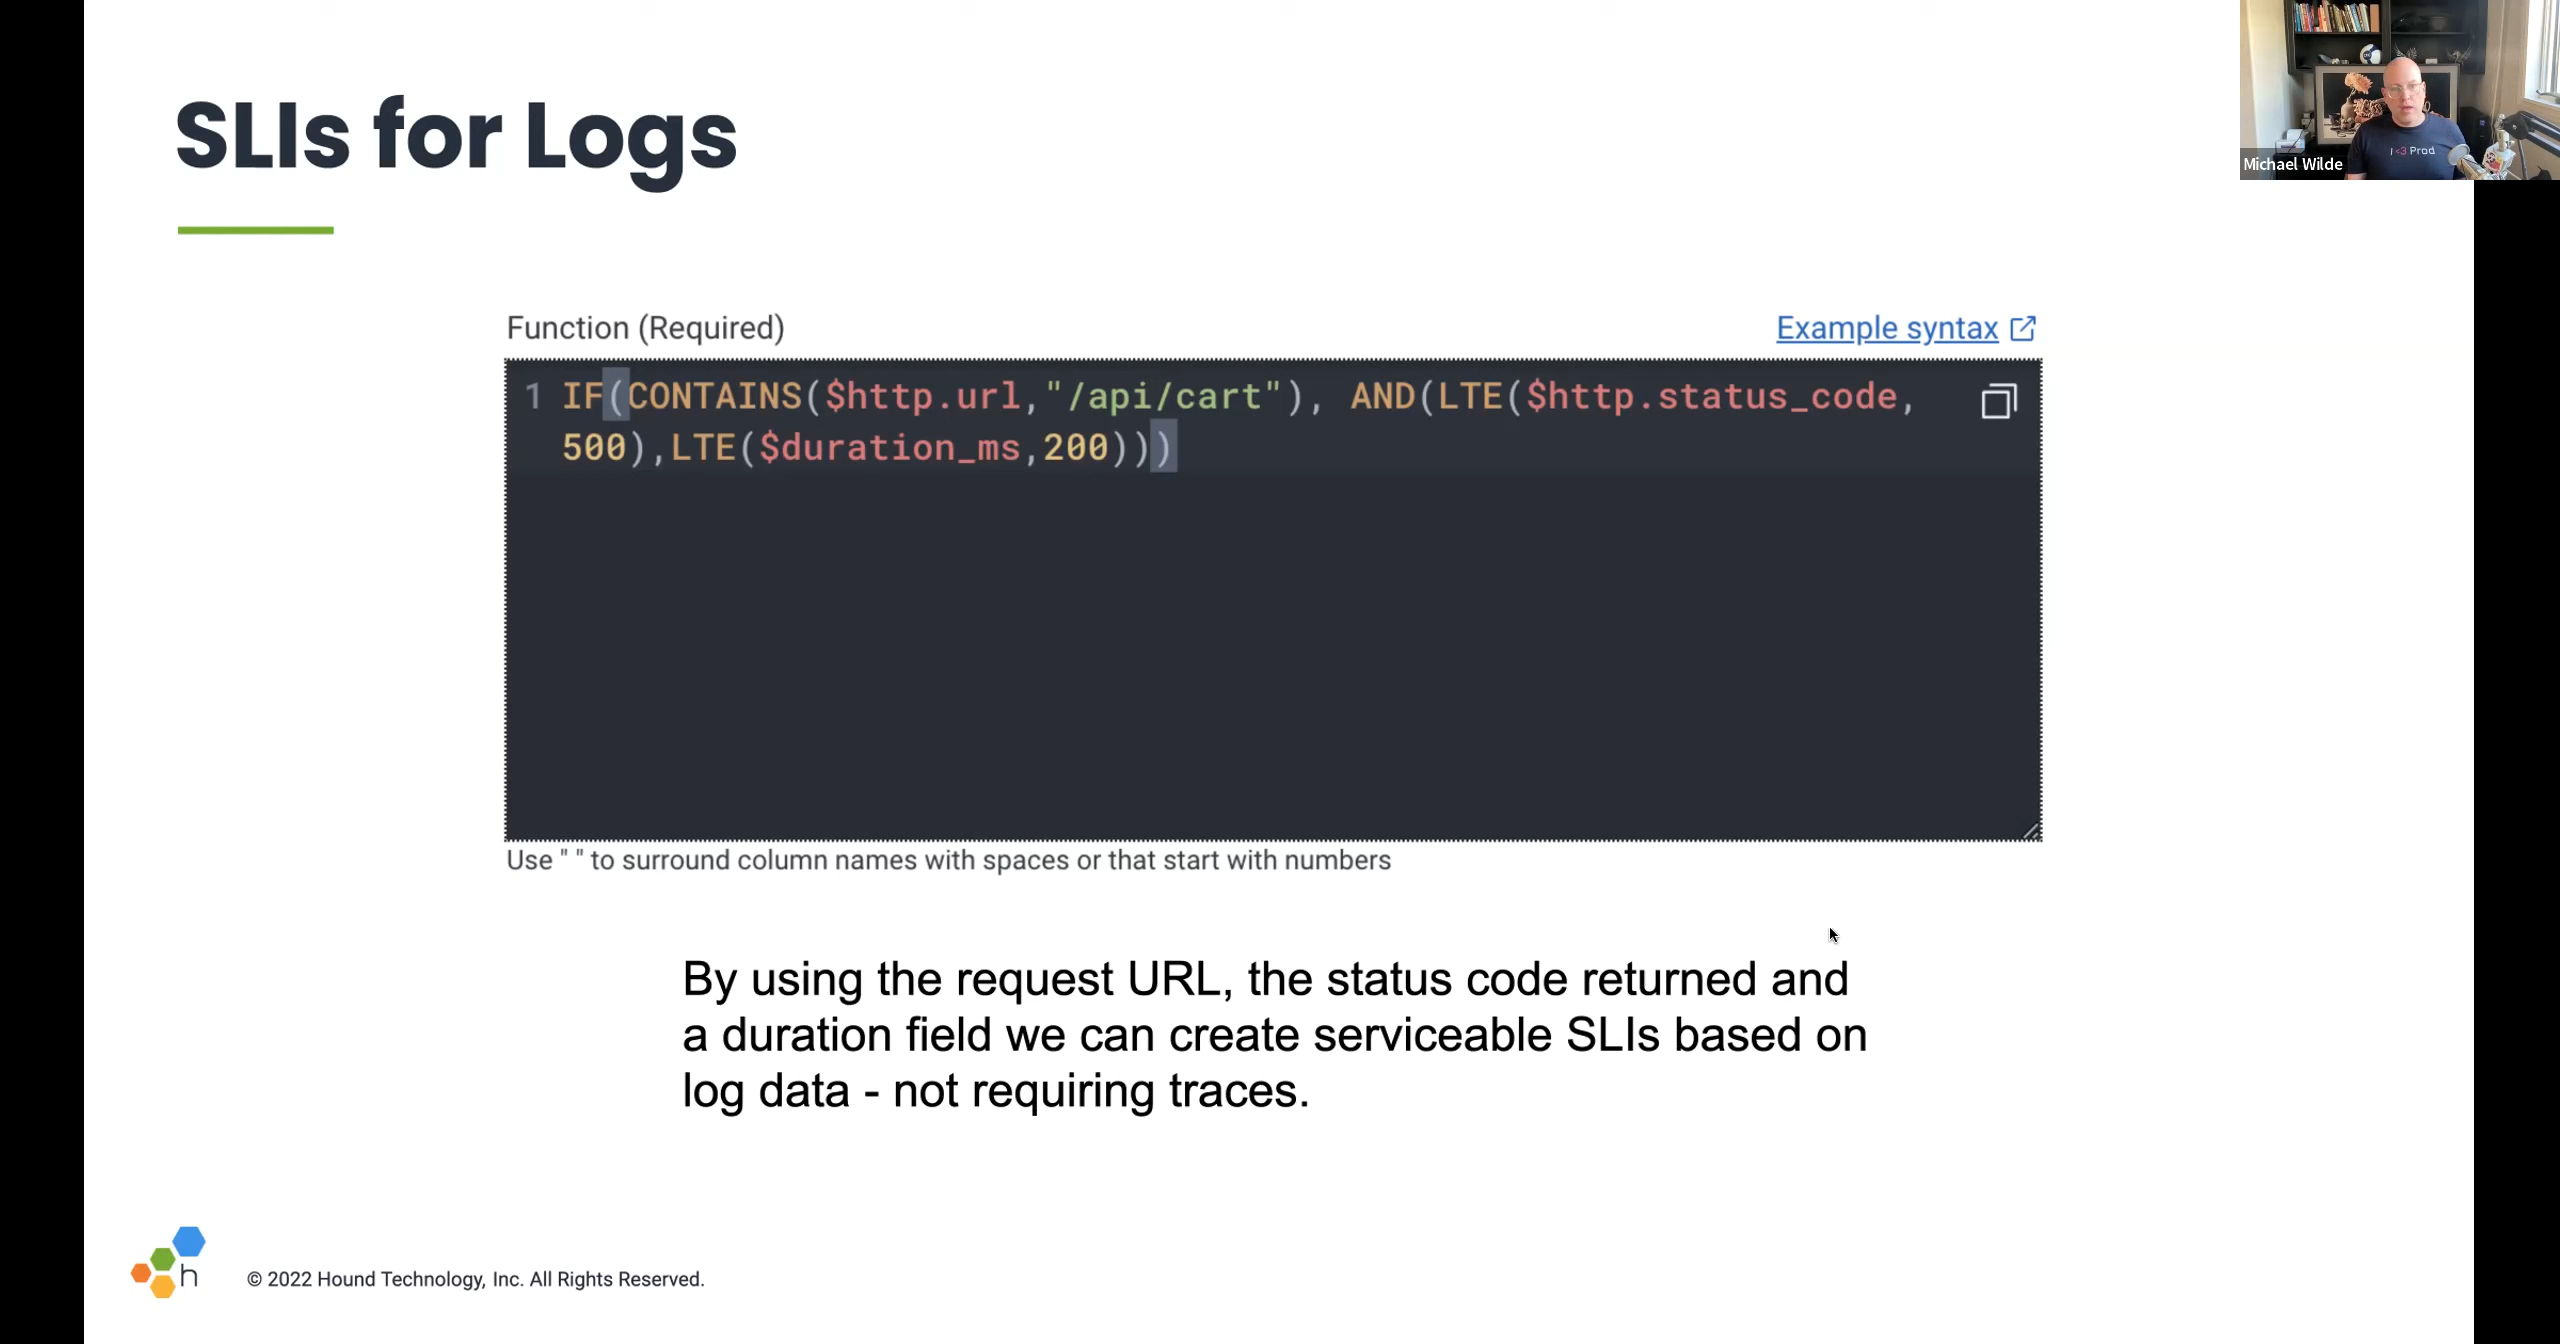 SLIs for Logs
Michael Wilde
I <3 Prod
Function (Required)
Example syntax
1 IF(CONTAINS($http.url,"/api/cart"), AND(LTE($http.status_code,
500),LTE($duration_ms,200)))
Use " " to surround column names with spaces or that start with numbers
By using the request URL, the status code returned and
a duration field we can create serviceable SLIs based on
log data - not requiring traces.
h
© 2022 Hound Technology, Inc. All Rights Reserved.